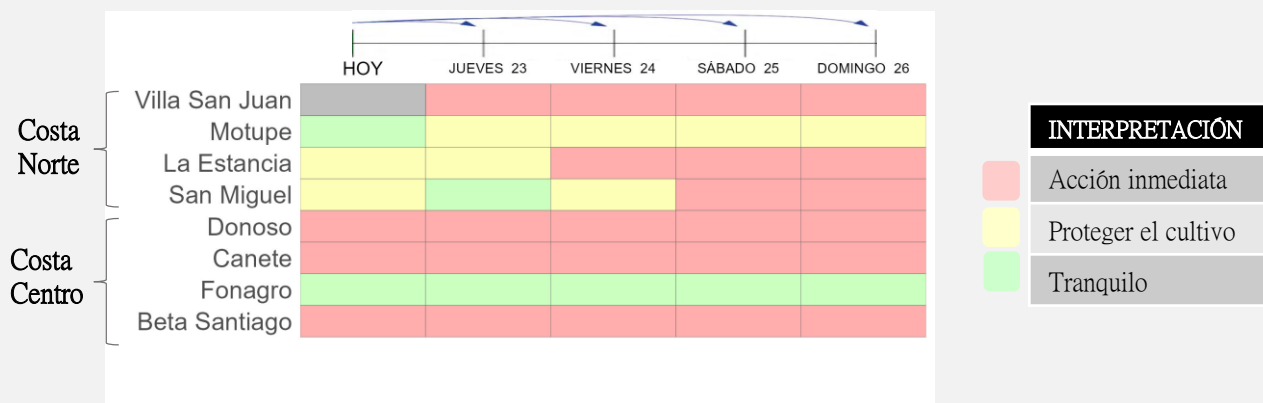 HOY
JUEVES 23
VIERNES 24
SÁBADO 25
DOMINGO 26
Costa
Norte
Villa San Juan
Motupe
La Estancia
San Miguel
Costa
Centro
Donoso
Canete
Fonagro
Beta Santiago
INTERPRETACIÓN
Acción inmediata
Proteger el cultivo
Tranquilo